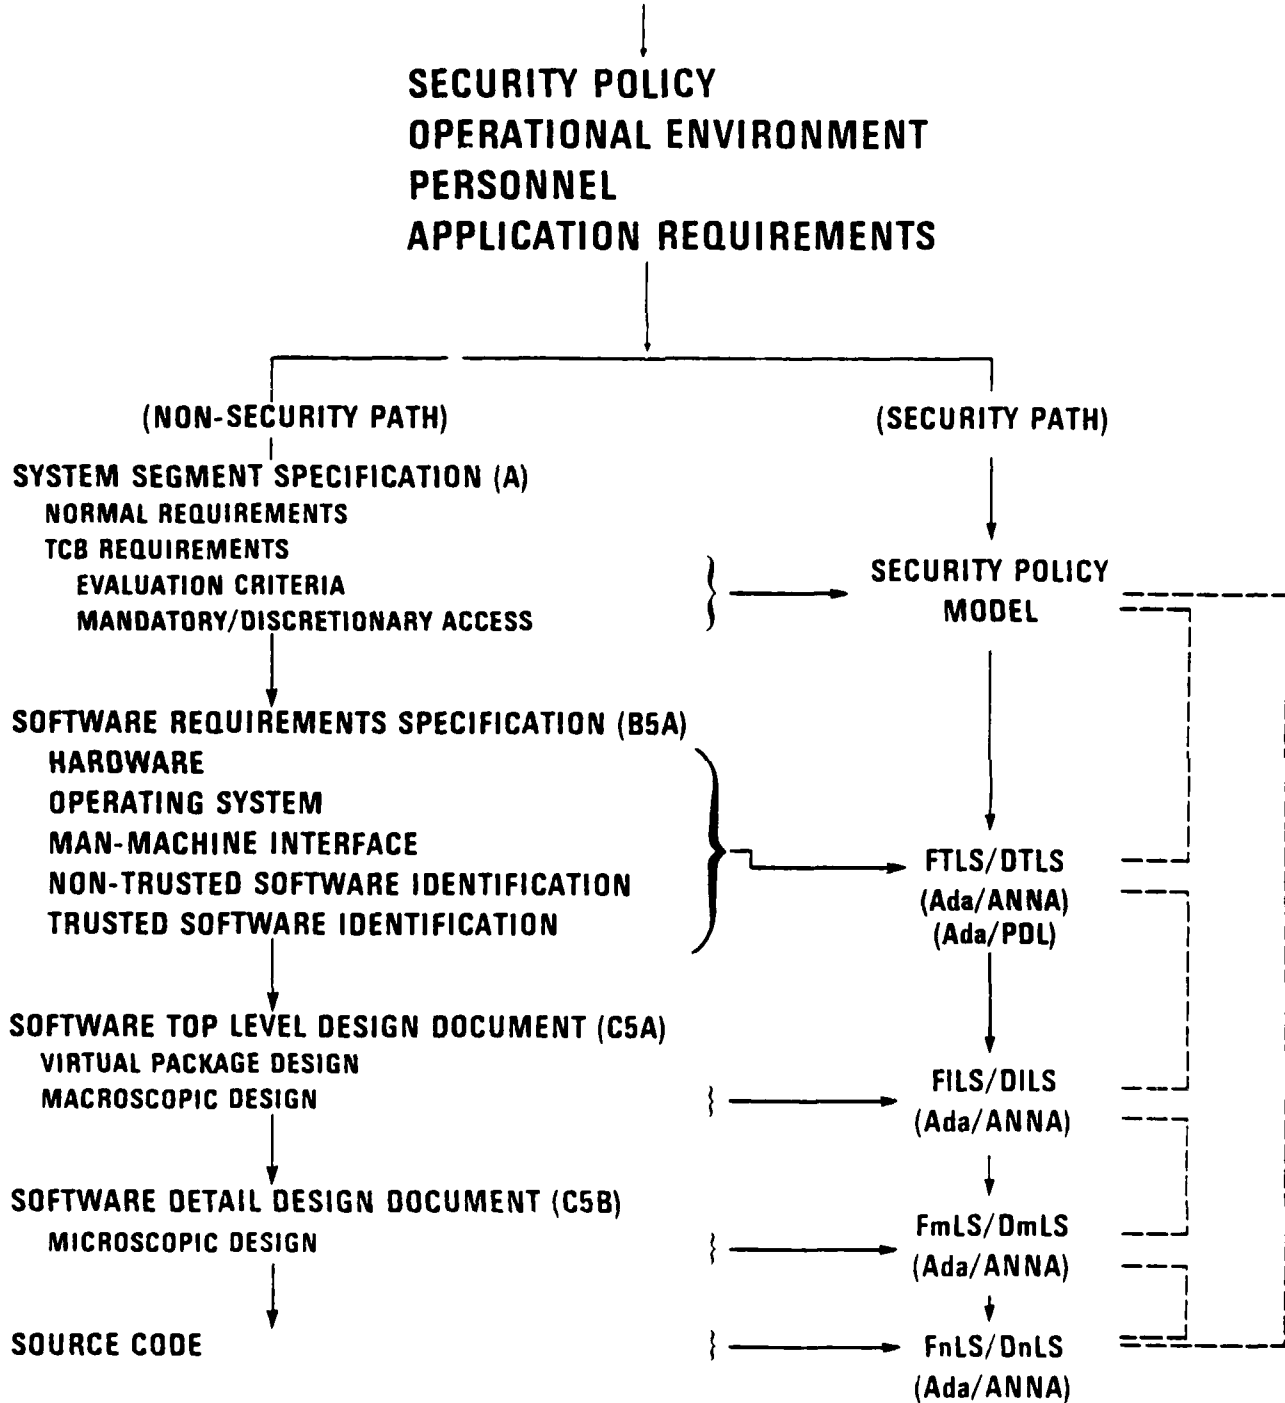 SECURITY POLICY
OPERATIONAL ENVIRONMENT
PERSONNEL
APPLICATION REQUIREMENTS
(NON-SECURITY PATH)
(SECURITY PATH)
SYSTEM SEGMENT SPECIFICATION (A)
NORMAL REQUIREMENTS
TCB REQUIREMENTS
EVALUATION CRITERIA
MANDATORY/DISCRETIONARY ACCESS
SECURITY POLICY
MODEL
SOFTWARE REQUIREMENTS SPECIFICATION (B5A)
HARDWARE
OPERATING SYSTEM
MAN-MACHINE INTERFACE
NON-TRUSTED SOFTWARE IDENTIFICATION
TRUSTED SOFTWARE IDENTIFICATION
FTLS/DTLS
(Ada/ANNA)
(Ada/PDL)
SOFTWARE TOP LEVEL DESIGN DOCUMENT (C5A)
VIRTUAL PACKAGE DESIGN
MACROSCOPIC DESIGN
FILS/DILS
(Ada/ANNA)
SOFTWARE DETAIL DESIGN DOCUMENT (C5B)
MICROSCOPIC DESIGN
FmLS/DmLS
(Ada/ANNA)
SOURCE CODE
FnLS/DnLS
(Ada/ANNA)